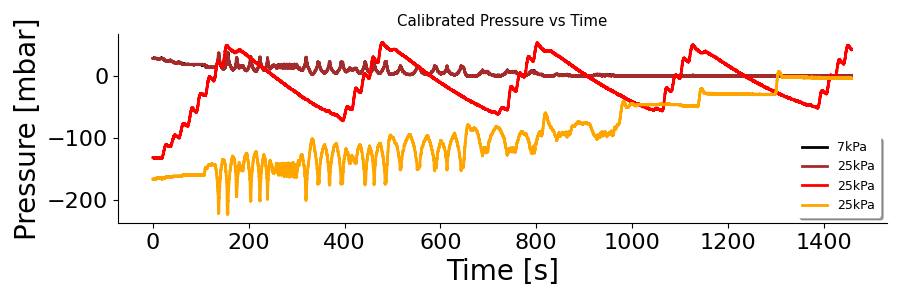 Calibrated Pressure vs Time
Pressure [mbar]
0
−100
−200
7kPa
25kPa
25kPa
25kPa
0 200 400 600 800 1000 1200 1400
Time [s]